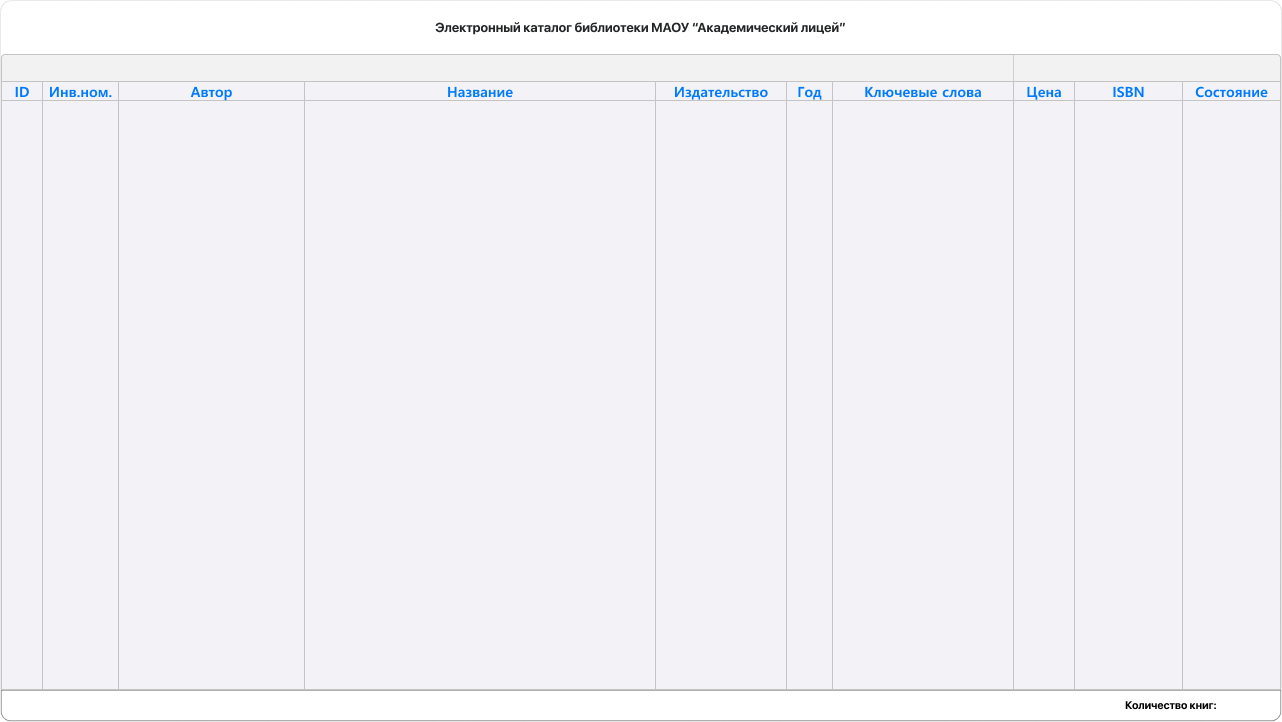 Электронный каталог библиотеки МАОУ “Академический лицей”
ID Инв.ном. Автор Название Издательство Год Ключевые слова Цена ISBN Состояние
Количество книг: